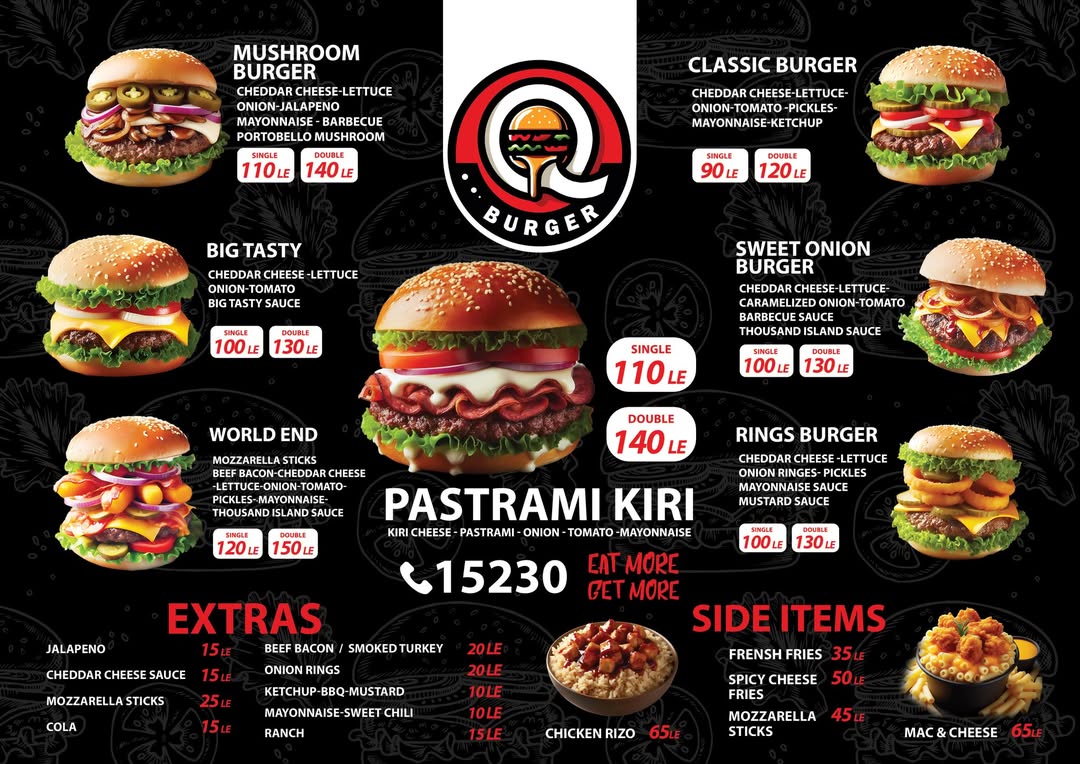 MUSHROOM
BURGER
CHEDDAR CHEESE-LETTUCE
ONION-JALAPENO
MAYONNAISE - BARBECUE
PORTOBELLO MUSHROOM
SINGLE
110 LE
DOUBLE
140 LE
BIG TASTY
CHEDDAR CHEESE -LETTUCE
ONION-TOMATO
BIG TASTY SAUCE
SINGLE
100 LE
DOUBLE
130 LE
WORLD END
MOZZARELLA STICKS
BEEF BACON-CHEDDAR CHEESE
-LETTUCE-ONION-TOMATO-
PICKLES-MAYONNAISE-
THOUSAND ISLAND SAUCE
SINGLE
120 LE
DOUBLE
150 LE
Q
... BURGER
SINGLE
110 LE
DOUBLE
140 LE
PASTRAMI KIRI
KIRI CHEESE - PASTRAMI - ONION - TOMATO -MAYONNAISE
15230
EAT MORE
GET MORE
CLASSIC BURGER
CHEDDAR CHEESE-LETTUCE-
ONION-TOMATO -PICKLES-
MAYONNAISE-KETCHUP
SINGLE
90 LE
DOUBLE
120 LE
SWEET ONION
BURGER
CHEDDAR CHEESE-LETTUCE-
CARAMELIZED ONION-TOMATO
BARBECUE SAUCE
THOUSAND ISLAND SAUCE
SINGLE
100 LE
DOUBLE
130 LE
RINGS BURGER
CHEDDAR CHEESE -LETTUCE
ONION RINGES- PICKLES
MAYONNAISE SAUCE
MUSTARD SAUCE
SINGLE
100 LE
DOUBLE
130 LE
EXTRAS
JALAPENO 15 LE
CHEDDAR CHEESE SAUCE 15 LE
MOZZARELLA STICKS 25 LE
COLA 15 LE
BEEF BACON / SMOKED TURKEY 20 LE
ONION RINGS 20 LE
KETCHUP-BBQ-MUSTARD 10 LE
MAYONNAISE-SWEET CHILI 10 LE
RANCH 15 LE
SIDE ITEMS
CHICKEN RIZO 65 LE
FRENSH FRIES 35 LE
SPICY CHEESE 50 LE
FRIES
MOZZARELLA 45 LE
STICKS
MAC & CHEESE 65 LE